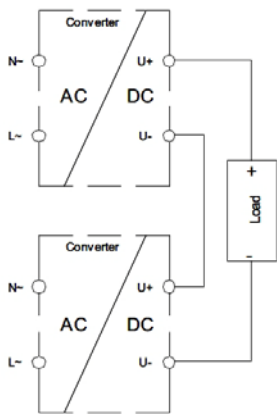 Converter
N~
U+
AC
DC
L~
U-
+
Load
-
Converter
N~
U+
AC
DC
L~
U-